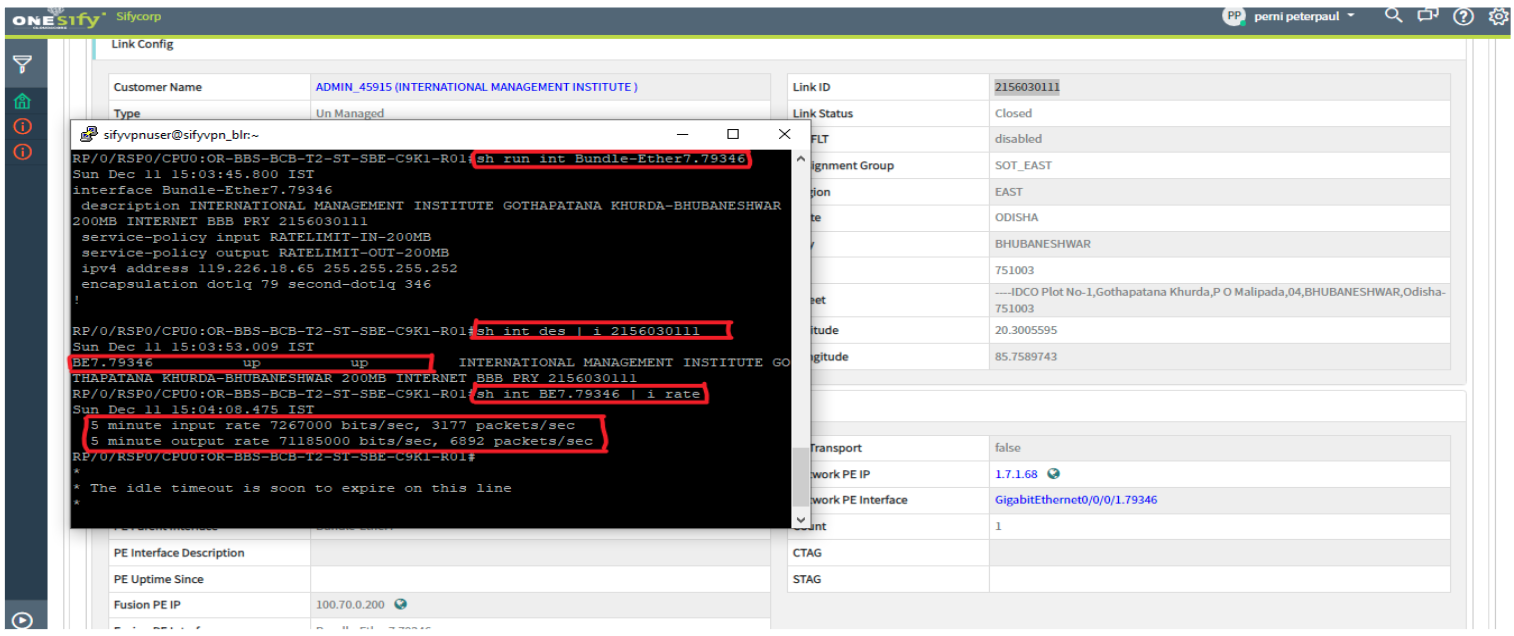 ONESIFY Sifycorp
PP perni peterpaul
Link Config
Customer Name ADMIN_45915 (INTERNATIONAL MANAGEMENT INSTITUTE ) Link ID 2156030111
Type Un Managed Link Status Closed
sifyvpnuser@sifyvpn_blr:~
RP/0/RSP0/CPU0:OR-BBS-BCB-T2-ST-SBE-C9K1-R01#sh run int Bundle-Ether7.79346
Sun Dec 11 15:03:45.800 IST
interface Bundle-Ether7.79346
description INTERNATIONAL MANAGEMENT INSTITUTE GOTHAPATANA KHURDA-BHUBANESHWAR
200MB INTERNET BBB PRY 2156030111
service-policy input RATELIMIT-IN-200MB
service-policy output RATELIMIT-OUT-200MB
ipv4 address 119.226.18.65 255.255.255.252
encapsulation dot1q 79 second-dot1q 346
!
RP/0/RSP0/CPU0:OR-BBS-BCB-T2-ST-SBE-C9K1-R01#sh int des | i 2156030111
Sun Dec 11 15:03:53.009 IST
BE7.79346 up up INTERNATIONAL MANAGEMENT INSTITUTE GO
THAPATANA KHURDA-BHUBANESHWAR 200MB INTERNET BBB PRY 2156030111
RP/0/RSP0/CPU0:OR-BBS-BCB-T2-ST-SBE-C9K1-R01#sh int BE7.79346 | i rate
Sun Dec 11 15:04:08.475 IST
5 minute input rate 7267000 bits/sec, 3177 packets/sec
5 minute output rate 71185000 bits/sec, 6892 packets/sec
RP/0/RSP0/CPU0:OR-BBS-BCB-T2-ST-SBE-C9K1-R01#
*
* The idle timeout is soon to expire on this line
*
FLT disabled
ignment Group SOT_EAST
gion EAST
te ODISHA
y BHUBANESHWAR
751003
eet ----IDCO Plot No-1,Gothapatana Khurda,P O Malipada,04,BHUBANESHWAR,Odisha-
751003
itude 20.3005595
ngitude 85.7589743
Transport false
work PE IP 1.7.1.68
work PE Interface GigabitEthernet0/0/0/1.79346
ount 1
PE Interface Description CTAG
PE Uptime Since STAG
Fusion PE IP 100.70.0.200